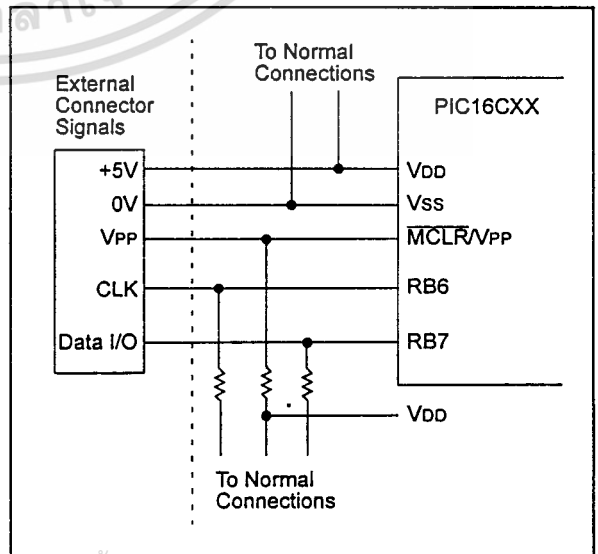 To Normal
Connections
External
Connector
Signals
PIC16CXX
+5V
VDD
0V
Vss
VPP
MCLR/VPP
CLK
RB6
Data I/O
RB7
VDD
To Normal
Connections